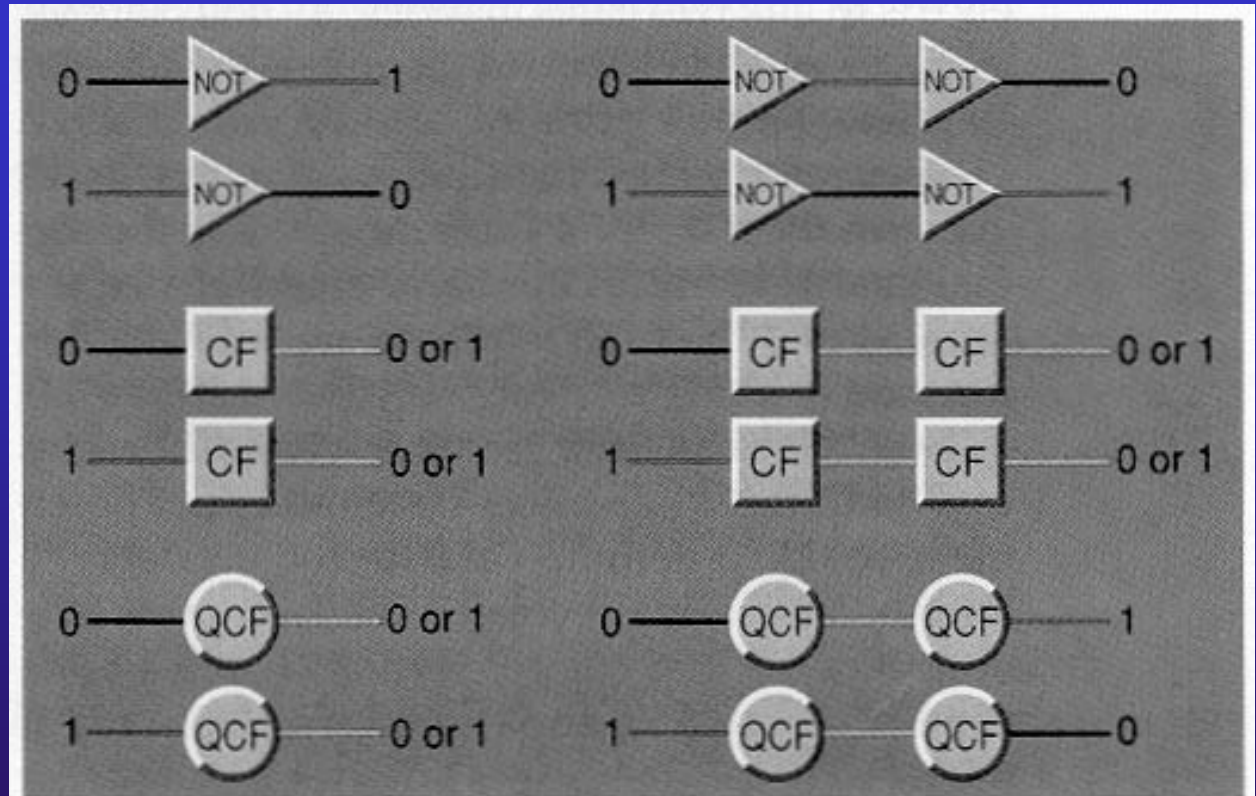 0 NOT 1 0 NOT NOT 0
1 NOT 0 1 NOT NOT 1
0 CF 0 or 1 0 CF CF 0 or 1
1 CF 0 or 1 1 CF CF 0 or 1
0 QCF 0 or 1 0 QCF QCF 1
1 QCF 0 or 1 1 QCF QCF 0